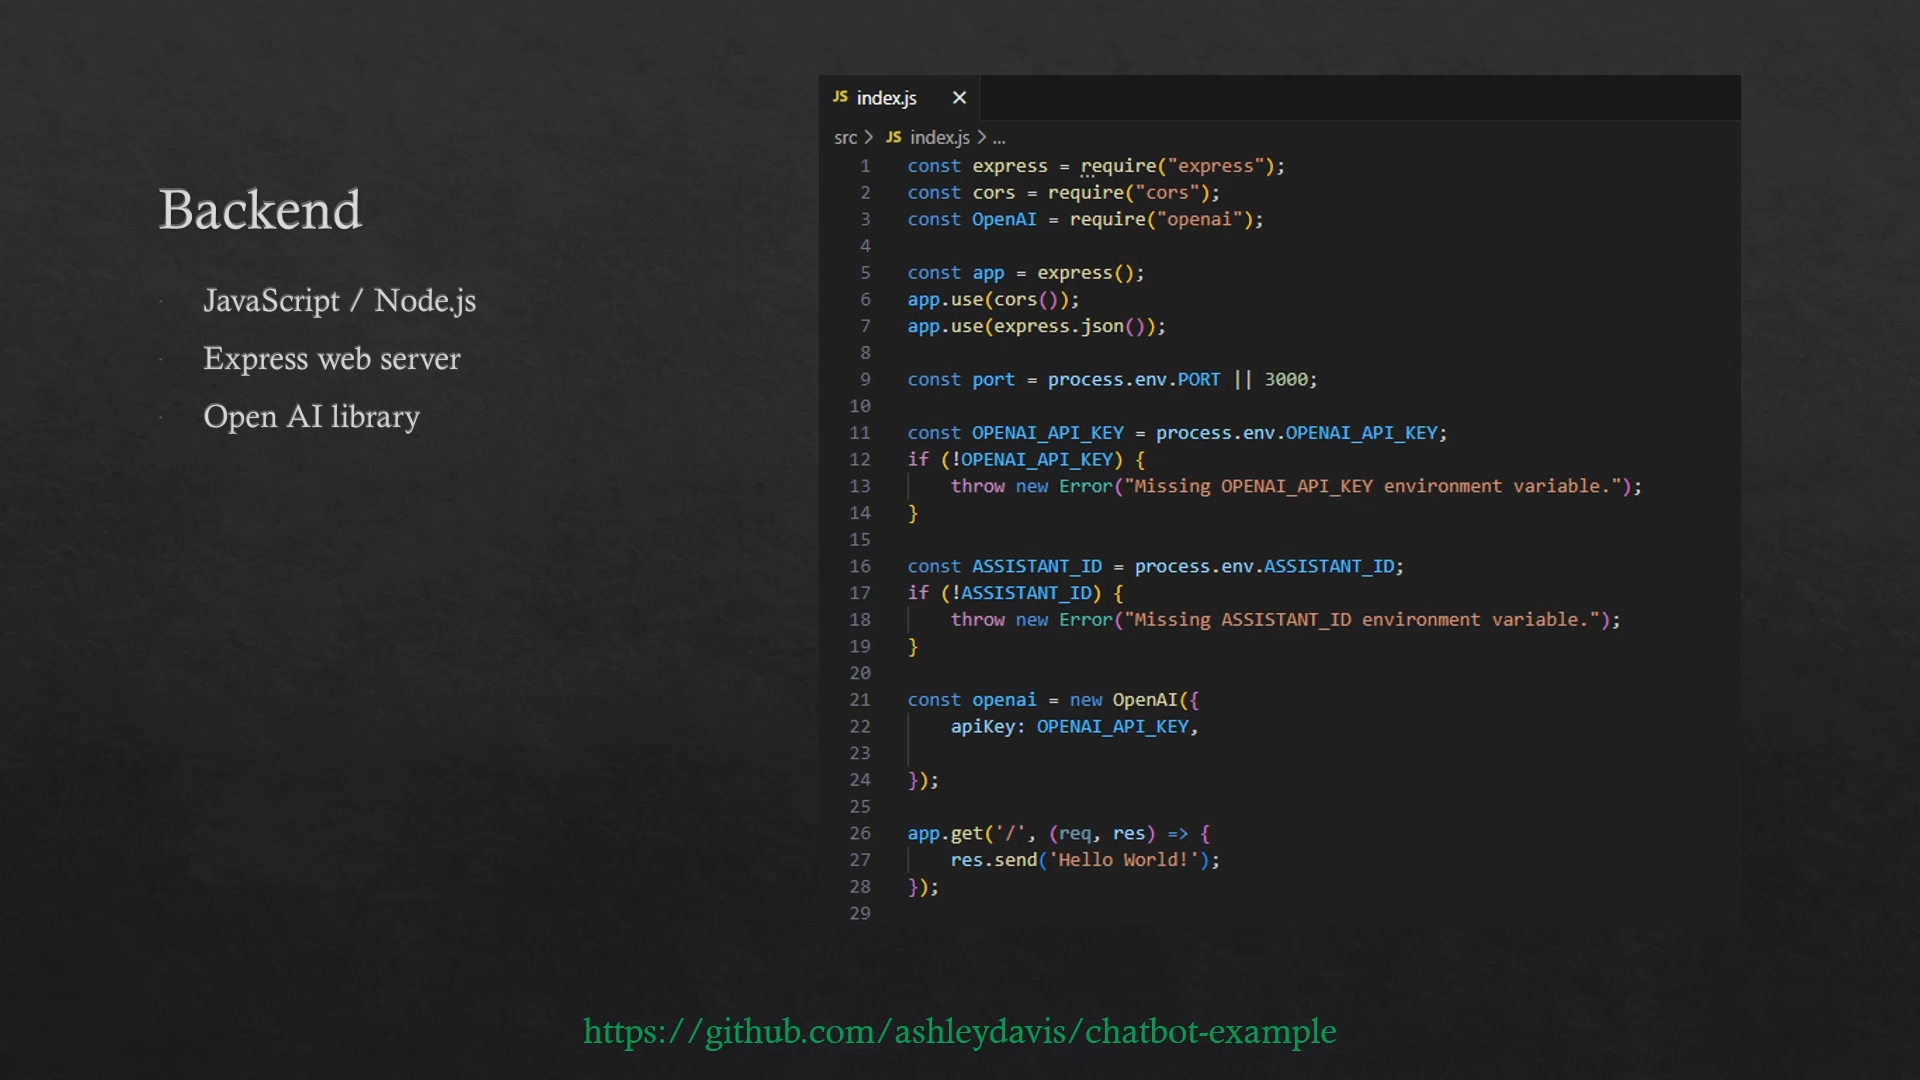 Backend
JavaScript / Node.js
Express web server
Open AI library
JS index.js ×
src > JS index.js > ...
1 const express = require("express");
2 const cors = require("cors");
3 const OpenAI = require("openai");
4
5 const app = express();
6 app.use(cors());
7 app.use(express.json());
8
9 const port = process.env.PORT || 3000;
10
11 const OPENAI_API_KEY = process.env.OPENAI_API_KEY;
12 if (!OPENAI_API_KEY) {
13     throw new Error("Missing OPENAI_API_KEY environment variable.");
14 }
15
16 const ASSISTANT_ID = process.env.ASSISTANT_ID;
17 if (!ASSISTANT_ID) {
18     throw new Error("Missing ASSISTANT_ID environment variable.");
19 }
20
21 const openai = new OpenAI({
22     apiKey: OPENAI_API_KEY,
23
24 });
25
26 app.get('/', (req, res) => {
27     res.send('Hello World!');
28 });
29
https://github.com/ashleydavis/chatbot-example